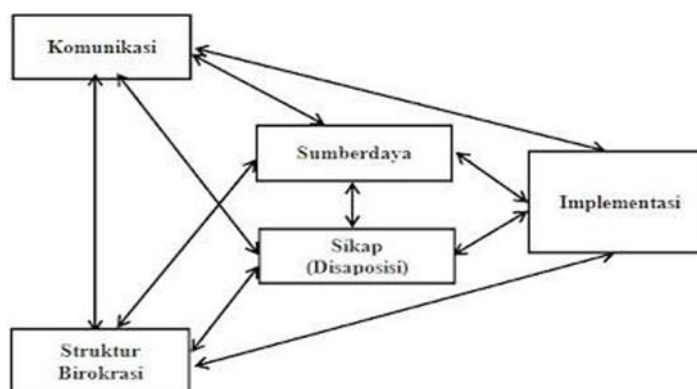 Komunikasi
Sumberdaya
Implementasi
Sikap
(Disaposisi)
Struktur
Birokrasi